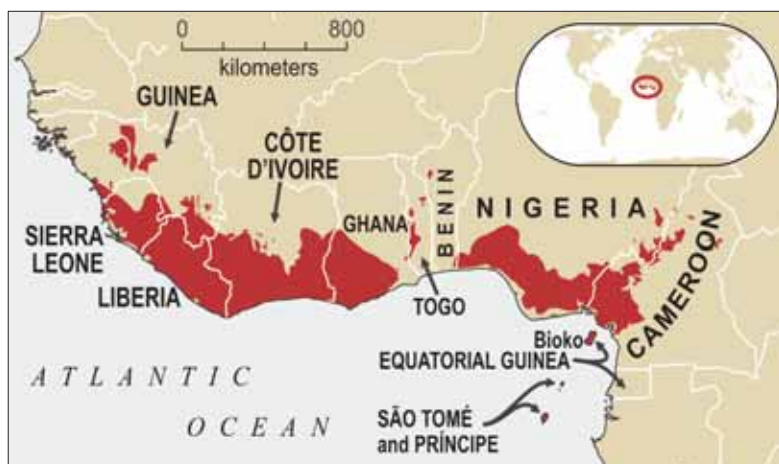 0 800
kilometers
GUINEA
CÔTE
D'IVOIRE
GHANA
BENIN
NIGERIA
SIERRA
LEONE
LIBERIA
TOGO
CAMEROON
Bioko
EQUATORIAL GUINEA
ATLANTIC
OCEAN
SÃO TOMÉ
and PRÍNCIPE